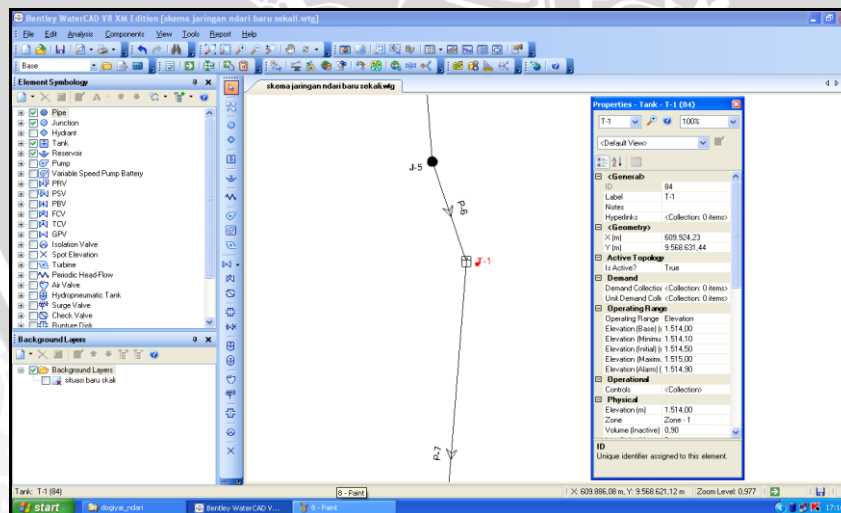 Bentley WaterCAD V8 XM Edition [skema jaringan ndari baru sekali.wtg]
File Edit Analysis Components View Tools Report Help
Base
Element Symbology
Pipe
Junction
Hydrant
Tank
Reservoir
Pump
Variable Speed Pump Battery
PRV
PSV
PBV
FCV
TCV
GPV
Isolation Valve
Spot Elevation
Turbine
Periodic Head-Flow
Air Valve
Hydropneumatic Tank
Surge Valve
Check Valve
Rupture Disk
Background Layers
Background Layers
situasi baru skali
skema jaringan ndari baru sekali.wtg
J-5
P-6
T-1
P-7
Properties - Tank - T-1 (84)
T-1 100%
<Default View>
<General>
ID 84
Label T-1
Notes
Hyperlinks <Collection: 0 items>
<Geometry>
X (m) 609.924,23
Y (m) 9.568.631,44
Active Topology
Is Active? True
Demand
Demand Collection <Collection: 0 items>
Unit Demand Colle <Collection: 0 items>
Operating Range
Operating Range Elevation
Elevation (Base) 1.514,00
Elevation (Minimu 1.514,10
Elevation (Initial) 1.514,50
Elevation (Maximu 1.515,00
Elevation (Alarm) 1.514,90
Operational
Controls <Collection>
Physical
Elevation (m) 1.514,00
Zone Zone - 1
Volume (Inactive) 0,90
ID
Unique identifier assigned to this element.
Tank: T-1 (84)
8 - Paint
X: 609.886,08 m, Y: 9.568.621,12 m Zoom Level: 0,977
start dogiyai_ndari Bentley WaterCAD V... 8 - Paint